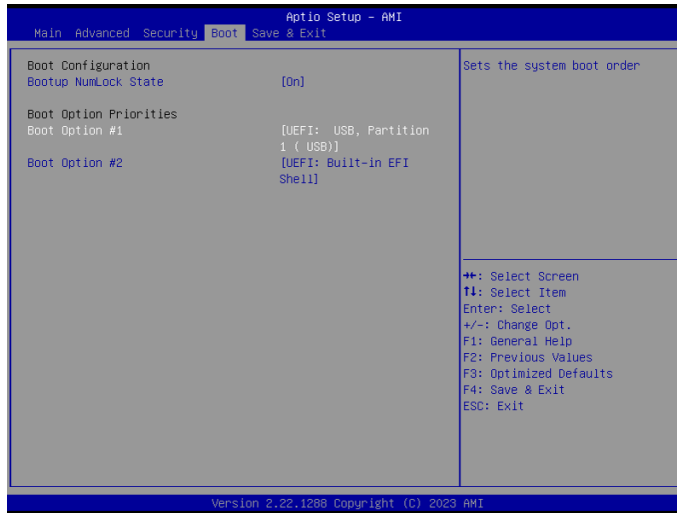 Aptio Setup - AMI
Main Advanced Security Boot Save & Exit
Boot Configuration
Bootup NumLock State [On]
Boot Option Priorities
Boot Option #1 [UEFI: USB, Partition
1 ( USB)]
Boot Option #2 [UEFI: Built-in EFI
Shell]
Sets the system boot order
→←: Select Screen
↑↓: Select Item
Enter: Select
+/-: Change Opt.
F1: General Help
F2: Previous Values
F3: Optimized Defaults
F4: Save & Exit
ESC: Exit
Version 2.22.1288 Copyright (C) 2023 AMI